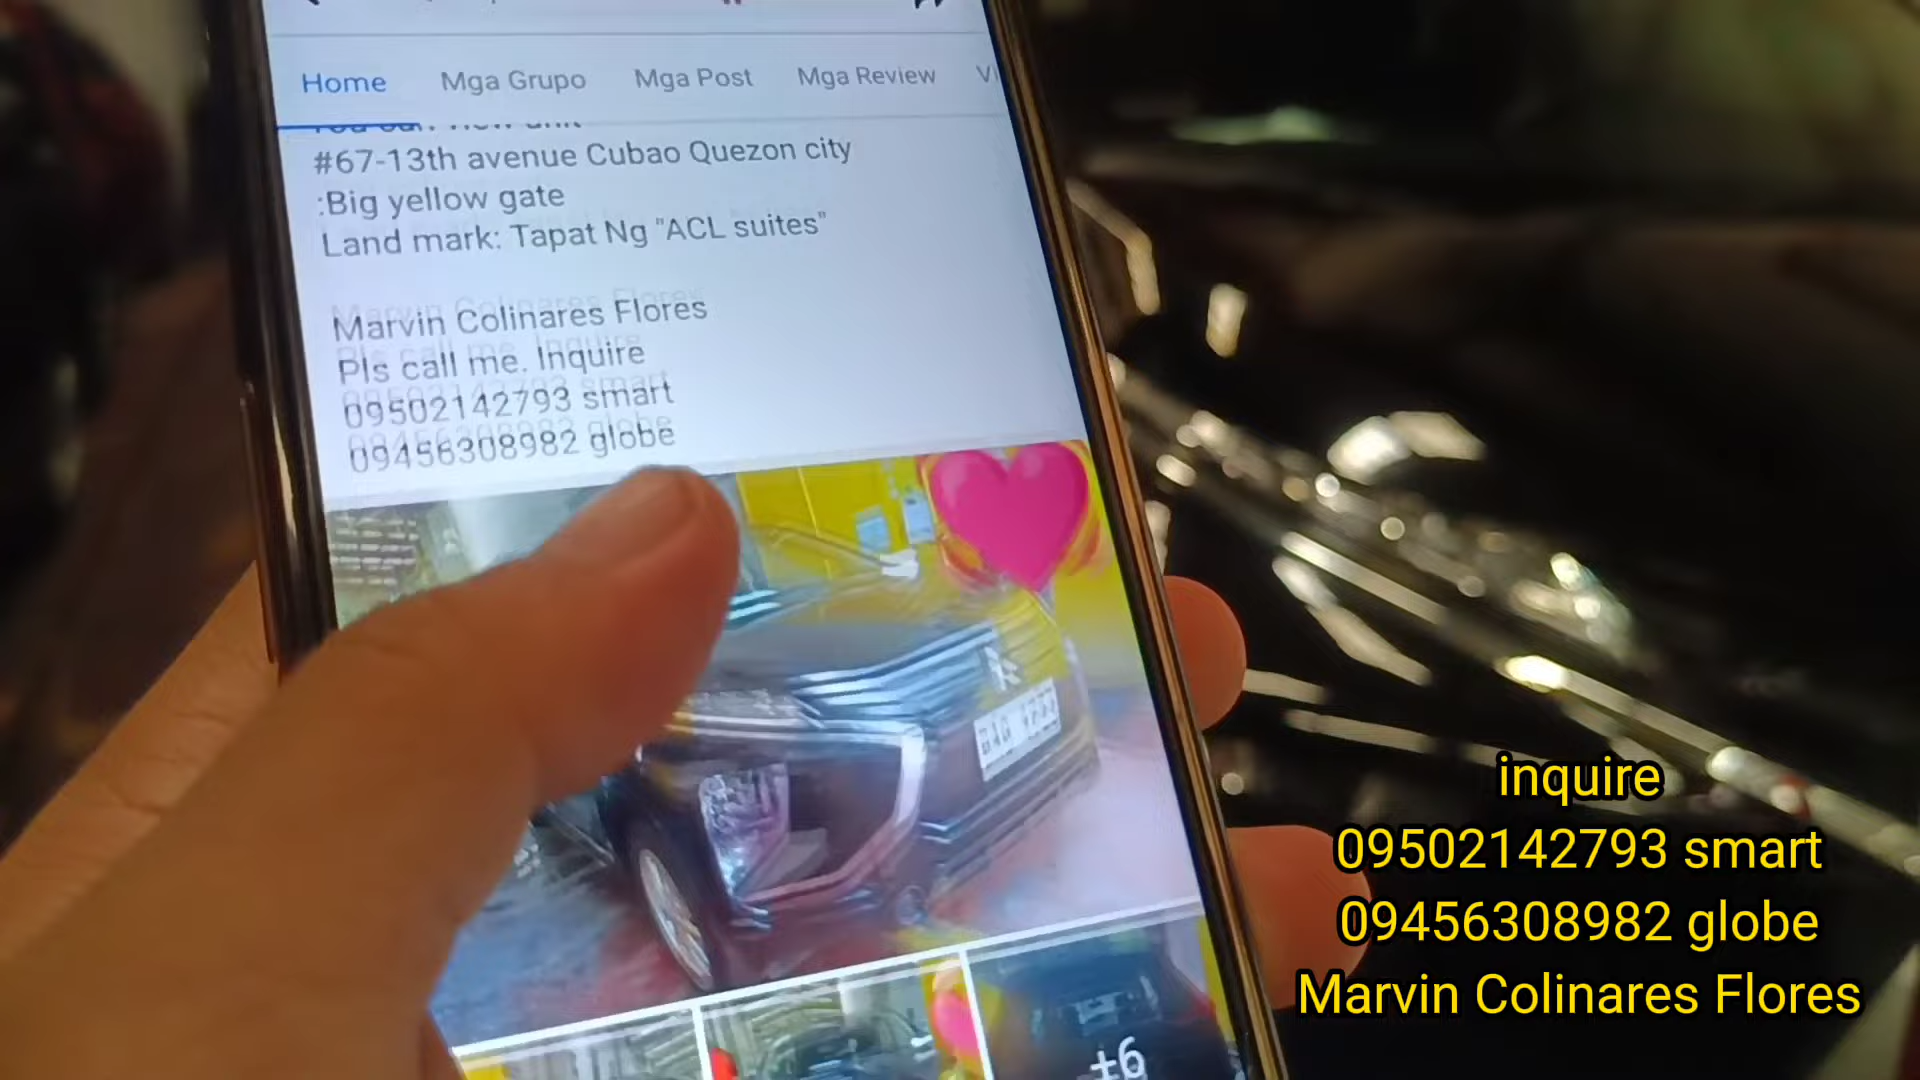 Home Mga Grupo Mga Post Mga Review
#67-13th avenue Cubao Quezon city
:Big yellow gate
Land mark: Tapat Ng "ACL suites"
Marvin Colinares Flores
Pls call me. Inquire
09502142793 smart
09456308982 globe
+6
inquire
09502142793 smart
09456308982 globe
Marvin Colinares Flores